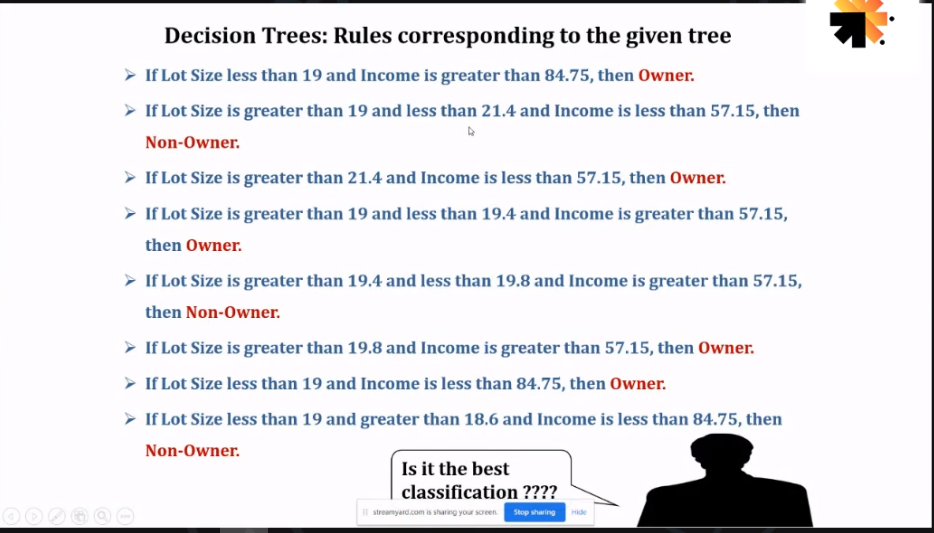 Decision Trees: Rules corresponding to the given tree
If Lot Size less than 19 and Income is greater than 84.75, then Owner.
If Lot Size is greater than 19 and less than 21.4 and Income is less than 57.15, then
Non-Owner.
If Lot Size is greater than 21.4 and Income is less than 57.15, then Owner.
If Lot Size is greater than 19 and less than 19.4 and Income is greater than 57.15,
then Owner.
If Lot Size is greater than 19.4 and less than 19.8 and Income is greater than 57.15,
then Non-Owner.
If Lot Size is greater than 19.8 and Income is greater than 57.15, then Owner.
If Lot Size less than 19 and Income is less than 84.75, then Owner.
If Lot Size less than 19 and greater than 18.6 and Income is less than 84.75, then
Non-Owner.
Is it the best
classification ????
streamyard.com is sharing your screen. Stop sharing Hide